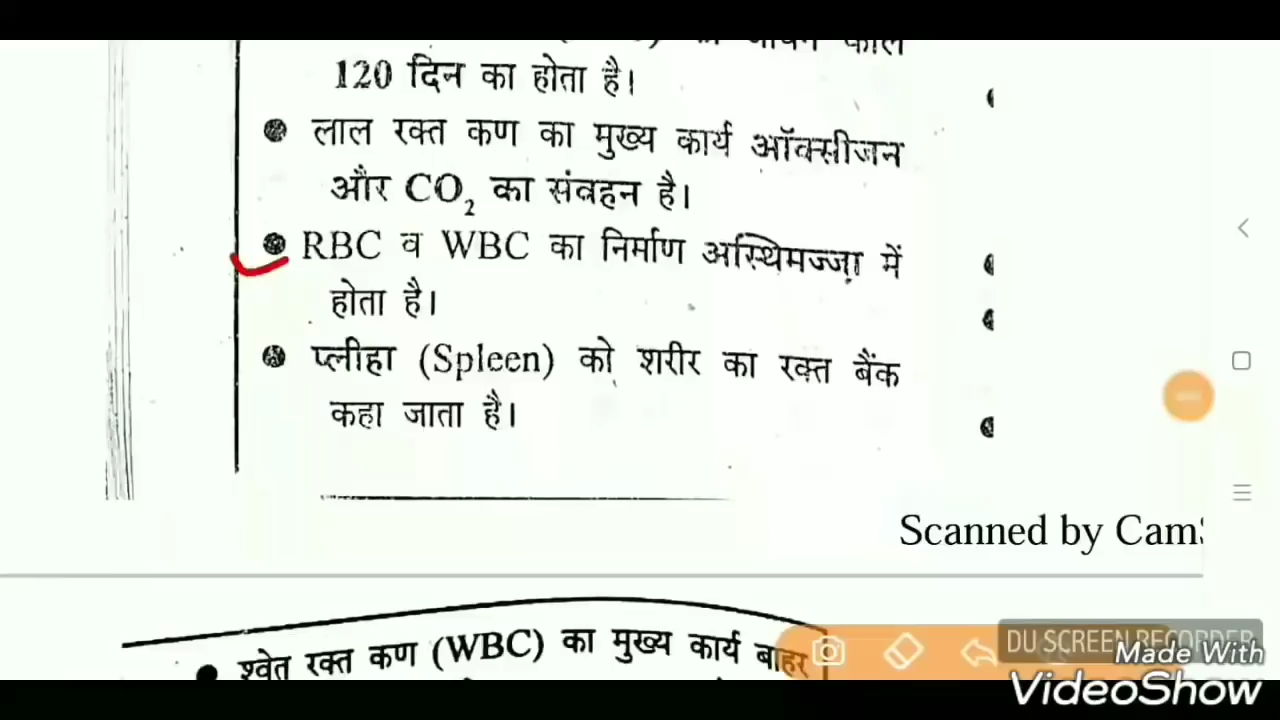 120 दिन का होता है।
● लाल रक्त कण का मुख्य कार्य ऑक्सीजन
और CO₂ का संवहन है।
● RBC व WBC का निर्माण अस्थिमज्जा में
होता है।
● प्लीहा (Spleen) को शरीर का रक्त बैंक
कहा जाता है।
Scanned by Cam
● श्वेत रक्त कण (WBC) का मुख्य कार्य बाहर
DU SCREEN RECORDER
Made With
VideoShow